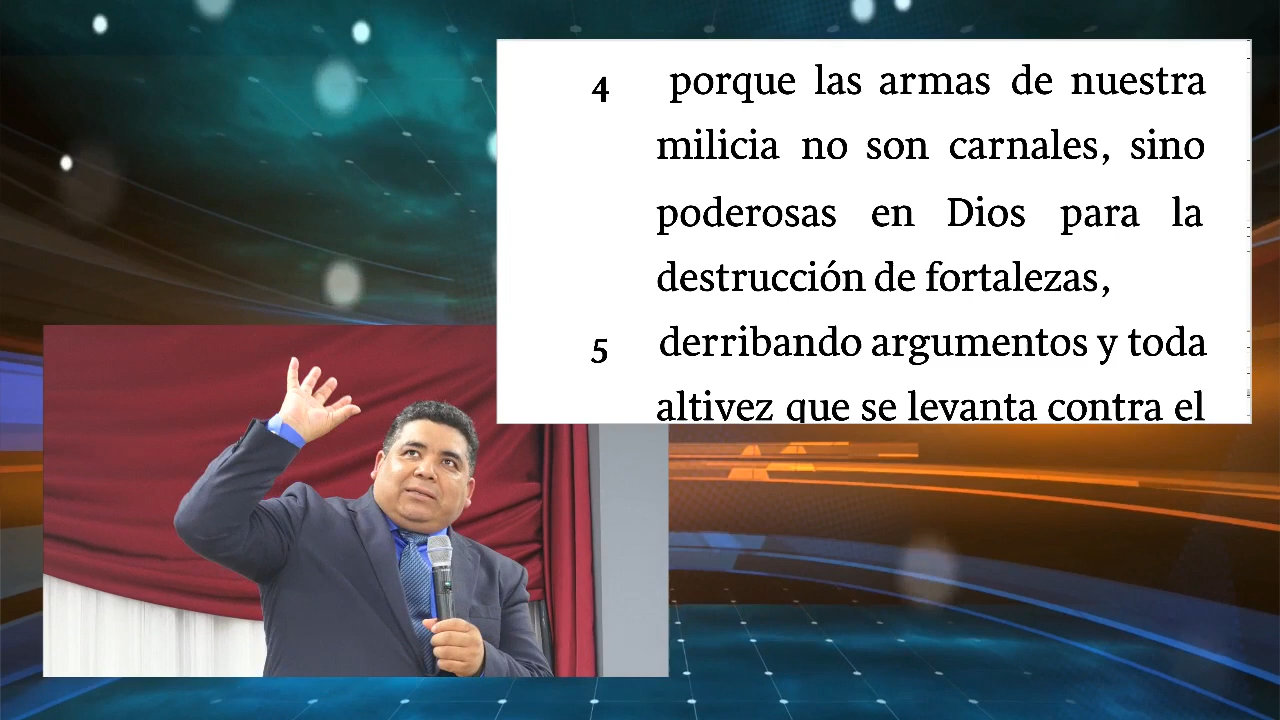 4 porque las armas de nuestra
milicia no son carnales, sino
poderosas en Dios para la
destrucción de fortalezas,
5 derribando argumentos y toda
altivez que se levanta contra el